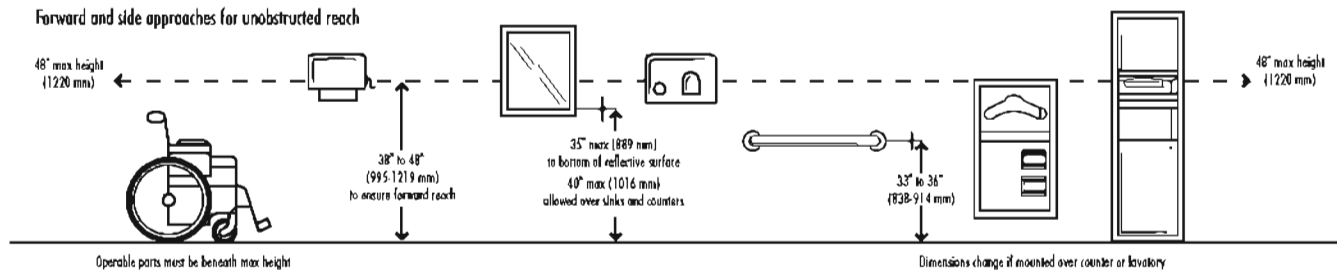 Forward and side approaches for unobstructed reach
48" max height
(1220 mm)
48" max height
(1220 mm)
38" to 48"
(995-1219 mm)
to ensure forward reach
35" max (889 mm)
to bottom of reflective surface
40" max (1016 mm)
allowed over sinks and counters
33" to 36"
(838-914 mm)
Operable parts must be beneath max height
Dimensions change if mounted over counter or lavatory